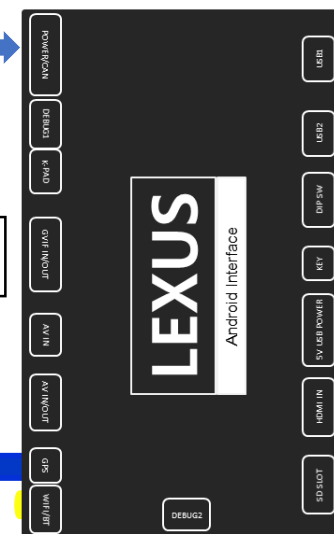 POWER/CAN
DEBUG1
K-PAD
GVIF IN/OUT
AV IN
AV IN/OUT
GPS
WIFI/BT
LEXUS
Android Interface
DEBUG2
USB1
USB2
DIP SW
KEY
5V USB POWER
HDMI IN
SD SLOT